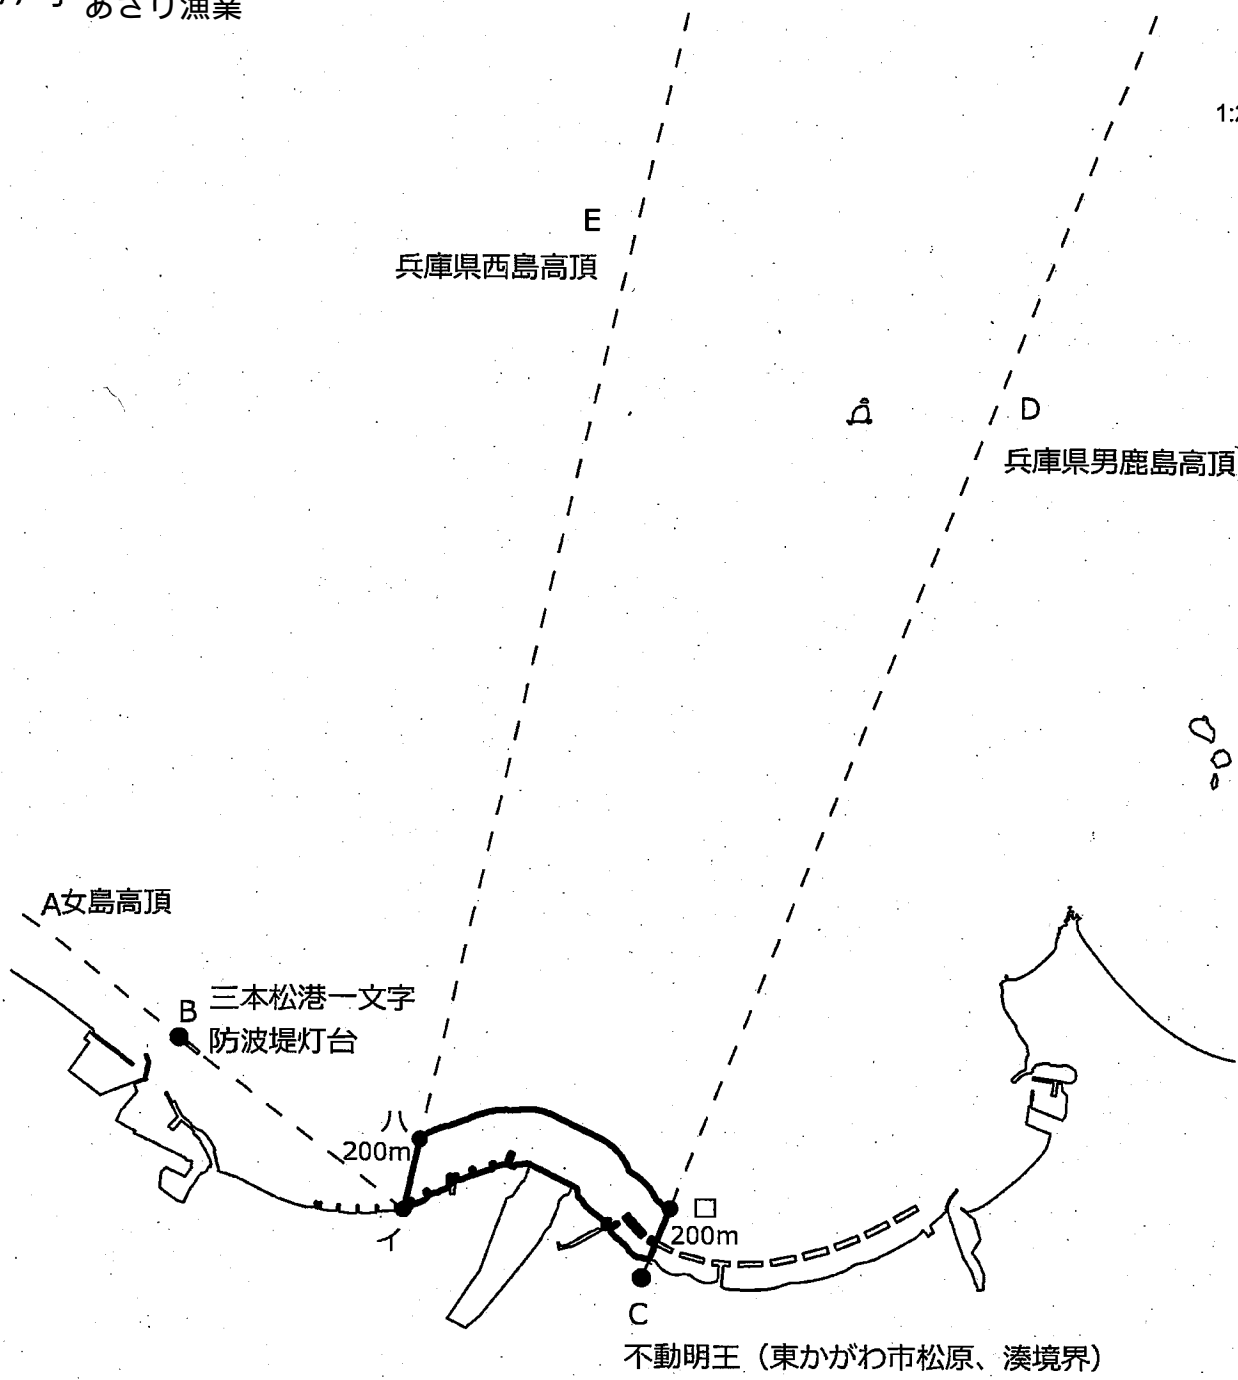 あさり漁業
E
兵庫県西島高頂
D
兵庫県男鹿島高頂
A女島高頂
B 三本松港一文字
防波堤灯台
ハ
200m
イ
ロ
200m
C
不動明王（東かがわ市松原、湊境界）